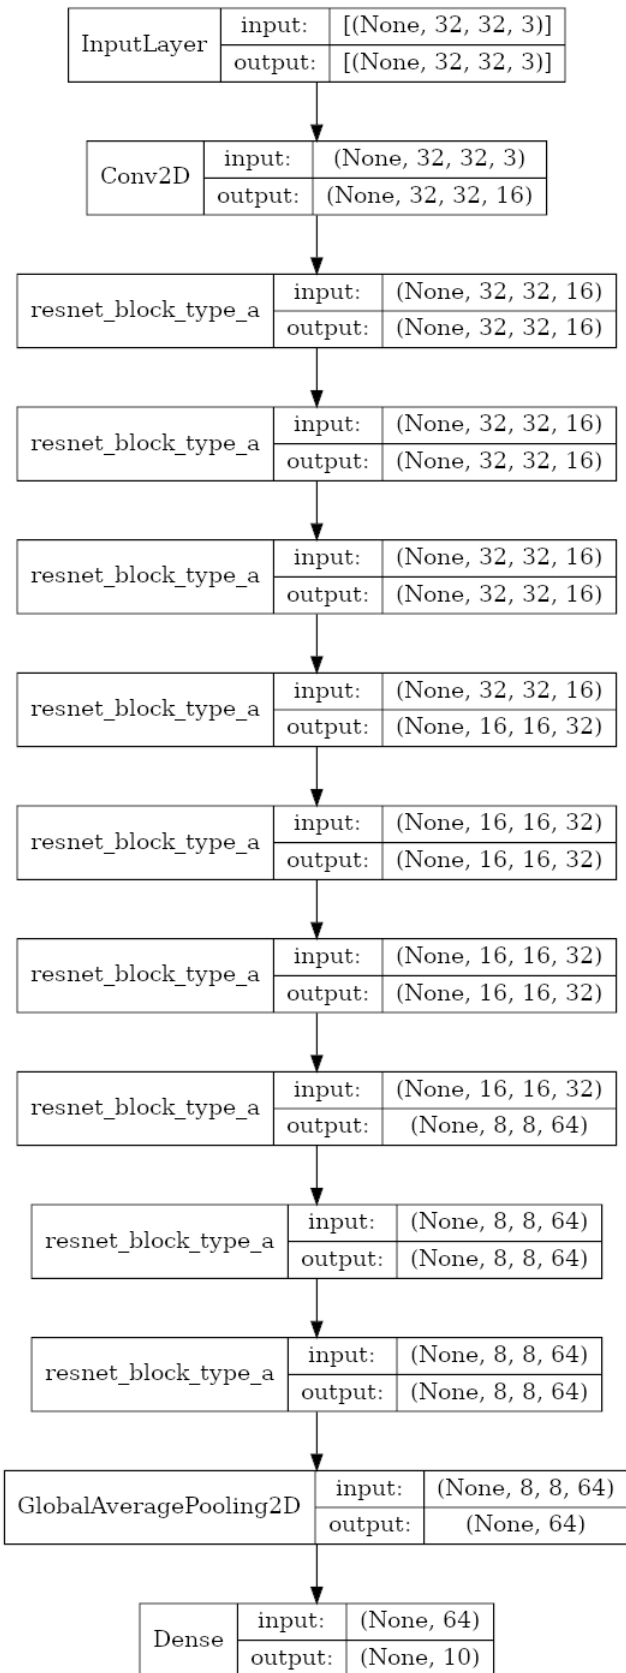 InputLayer input: [(None, 32, 32, 3)]
output: [(None, 32, 32, 3)]
Conv2D input: (None, 32, 32, 3)
output: (None, 32, 32, 16)
resnet_block_type_a input: (None, 32, 32, 16)
output: (None, 32, 32, 16)
resnet_block_type_a input: (None, 32, 32, 16)
output: (None, 32, 32, 16)
resnet_block_type_a input: (None, 32, 32, 16)
output: (None, 32, 32, 16)
resnet_block_type_a input: (None, 32, 32, 16)
output: (None, 16, 16, 32)
resnet_block_type_a input: (None, 16, 16, 32)
output: (None, 16, 16, 32)
resnet_block_type_a input: (None, 16, 16, 32)
output: (None, 16, 16, 32)
resnet_block_type_a input: (None, 16, 16, 32)
output: (None, 8, 8, 64)
resnet_block_type_a input: (None, 8, 8, 64)
output: (None, 8, 8, 64)
resnet_block_type_a input: (None, 8, 8, 64)
output: (None, 8, 8, 64)
GlobalAveragePooling2D input: (None, 8, 8, 64)
output: (None, 64)
Dense input: (None, 64)
output: (None, 10)